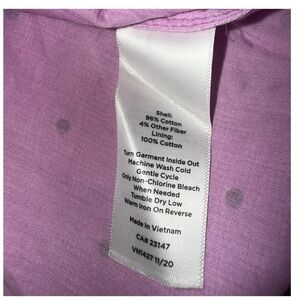 Shell:
96% Cotton
4% Other Fiber
Lining:
100% Cotton
Turn Garment Inside Out
Machine Wash Cold
Gentle Cycle
Only Non-Chlorine Bleach
When Needed
Tumble Dry Low
Warm Iron On Reverse
Made In Vietnam
CA# 23147
VN1427 11/20